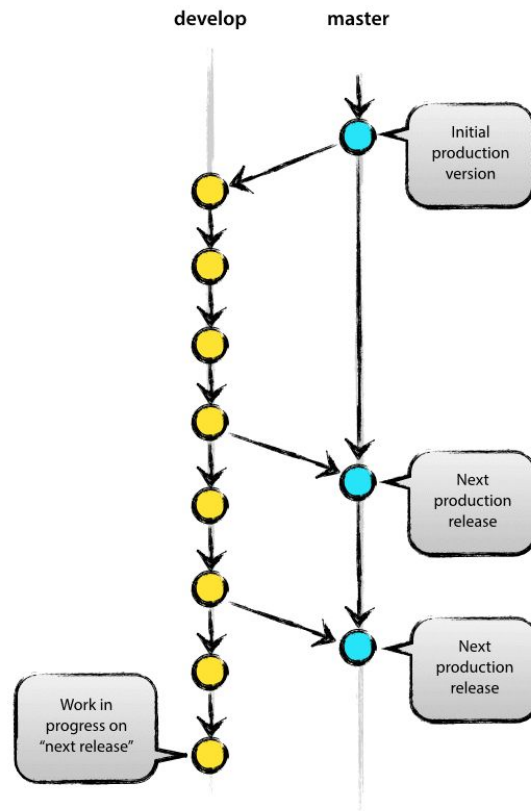 develop
master
Initial
production
version
Next
production
release
Next
production
release
Work in
progress on
“next release”